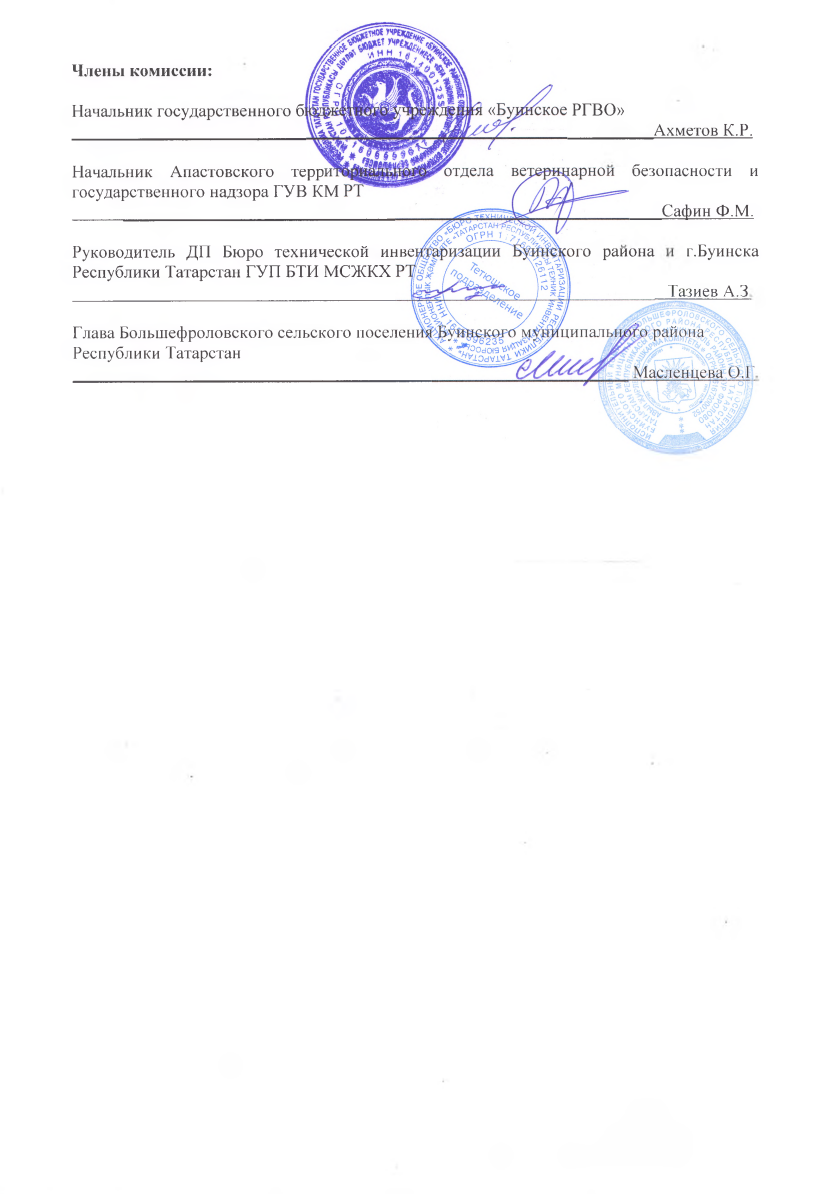 Члены комиссии:
Начальник государственного бюджетного учреждения «Буинское РГВО»
Ахметов К.Р.
Начальник Апастовского территориального отдела ветеринарной безопасности и
государственного надзора ГУВ КМ РТ
Сафин Ф.М.
Руководитель ДП Бюро технической инвентаризации Буинского района и г.Буинска
Республики Татарстан ГУП БТИ МСЖКХ РТ
Тазиев А.З.
Тетюшское
подразделение
Глава Большефроловского сельского поселения Буинского муниципального района
Республики Татарстан
Масленцева О.Г.